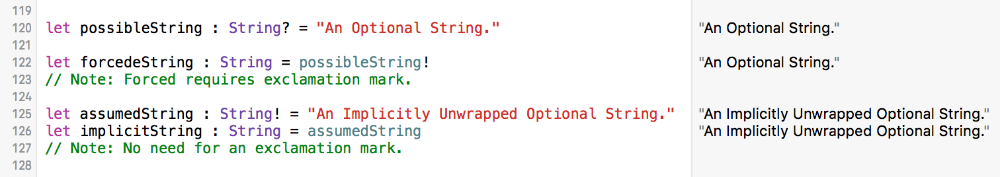 119
120 let possibleString : String? = "An Optional String." "An Optional String."
121
122 let forcedeString : String = possibleString! "An Optional String."
123 // Note: Forced requires exclamation mark.
124
125 let assumedString : String! = "An Implicitly Unwrapped Optional String." "An Implicitly Unwrapped Optional String."
126 let implicitString : String = assumedString "An Implicitly Unwrapped Optional String."
127 // Note: No need for an exclamation mark.
128